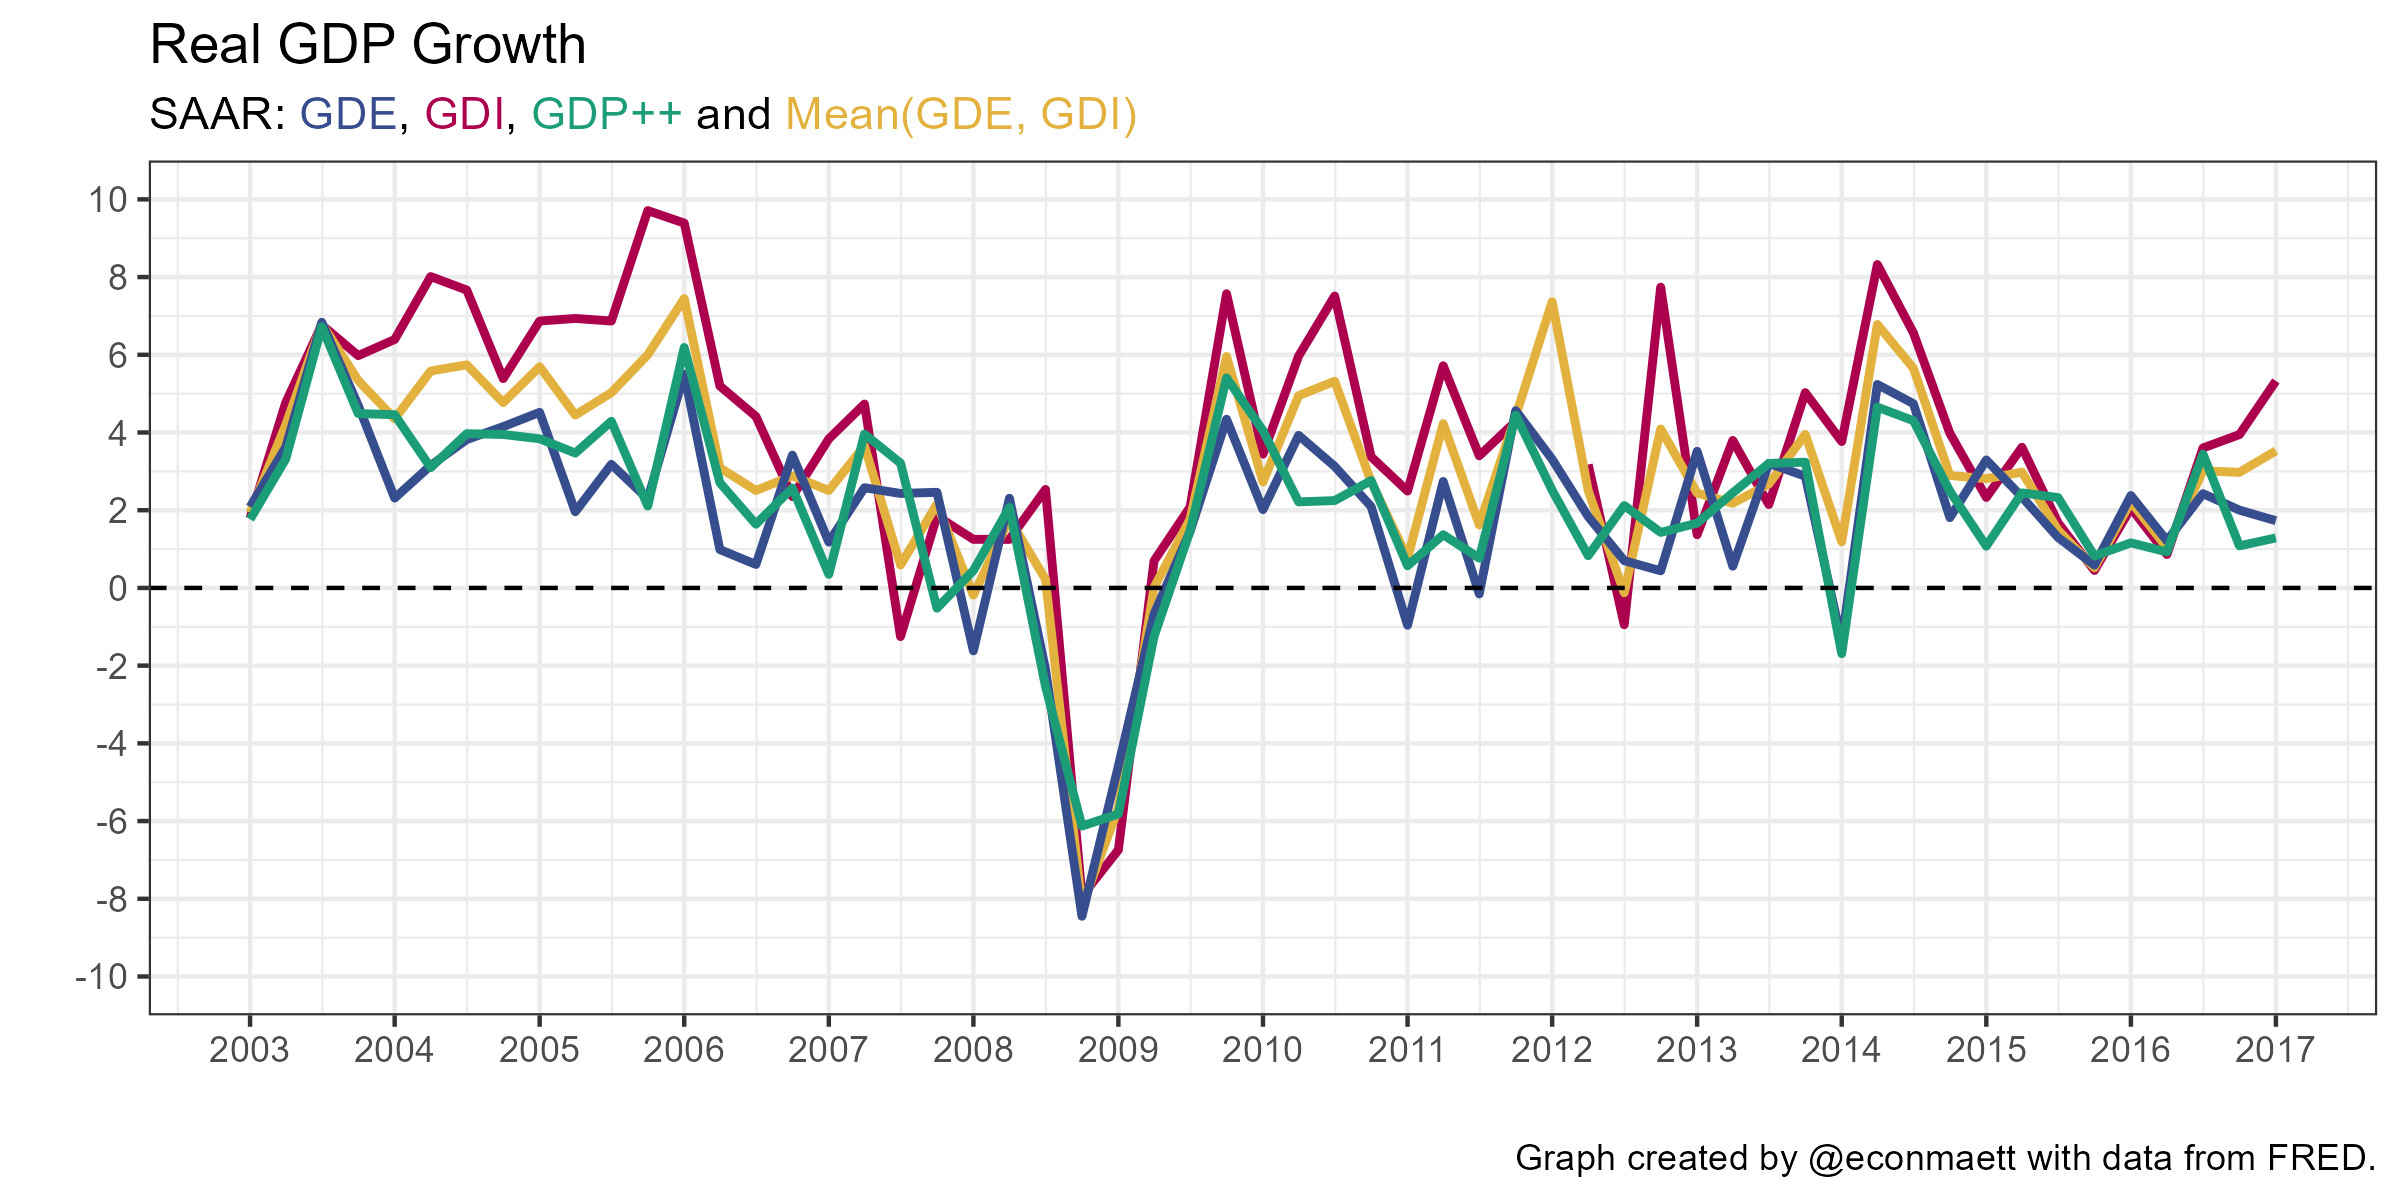 Real GDP Growth
SAAR: GDE, GDI, GDP++ and Mean(GDE, GDI)
10
8
6
4
2
0
-2
-4
-6
-8
-10
2003 2004 2005 2006 2007 2008 2009 2010 2011 2012 2013 2014 2015 2016 2017
Graph created by @econmaett with data from FRED.